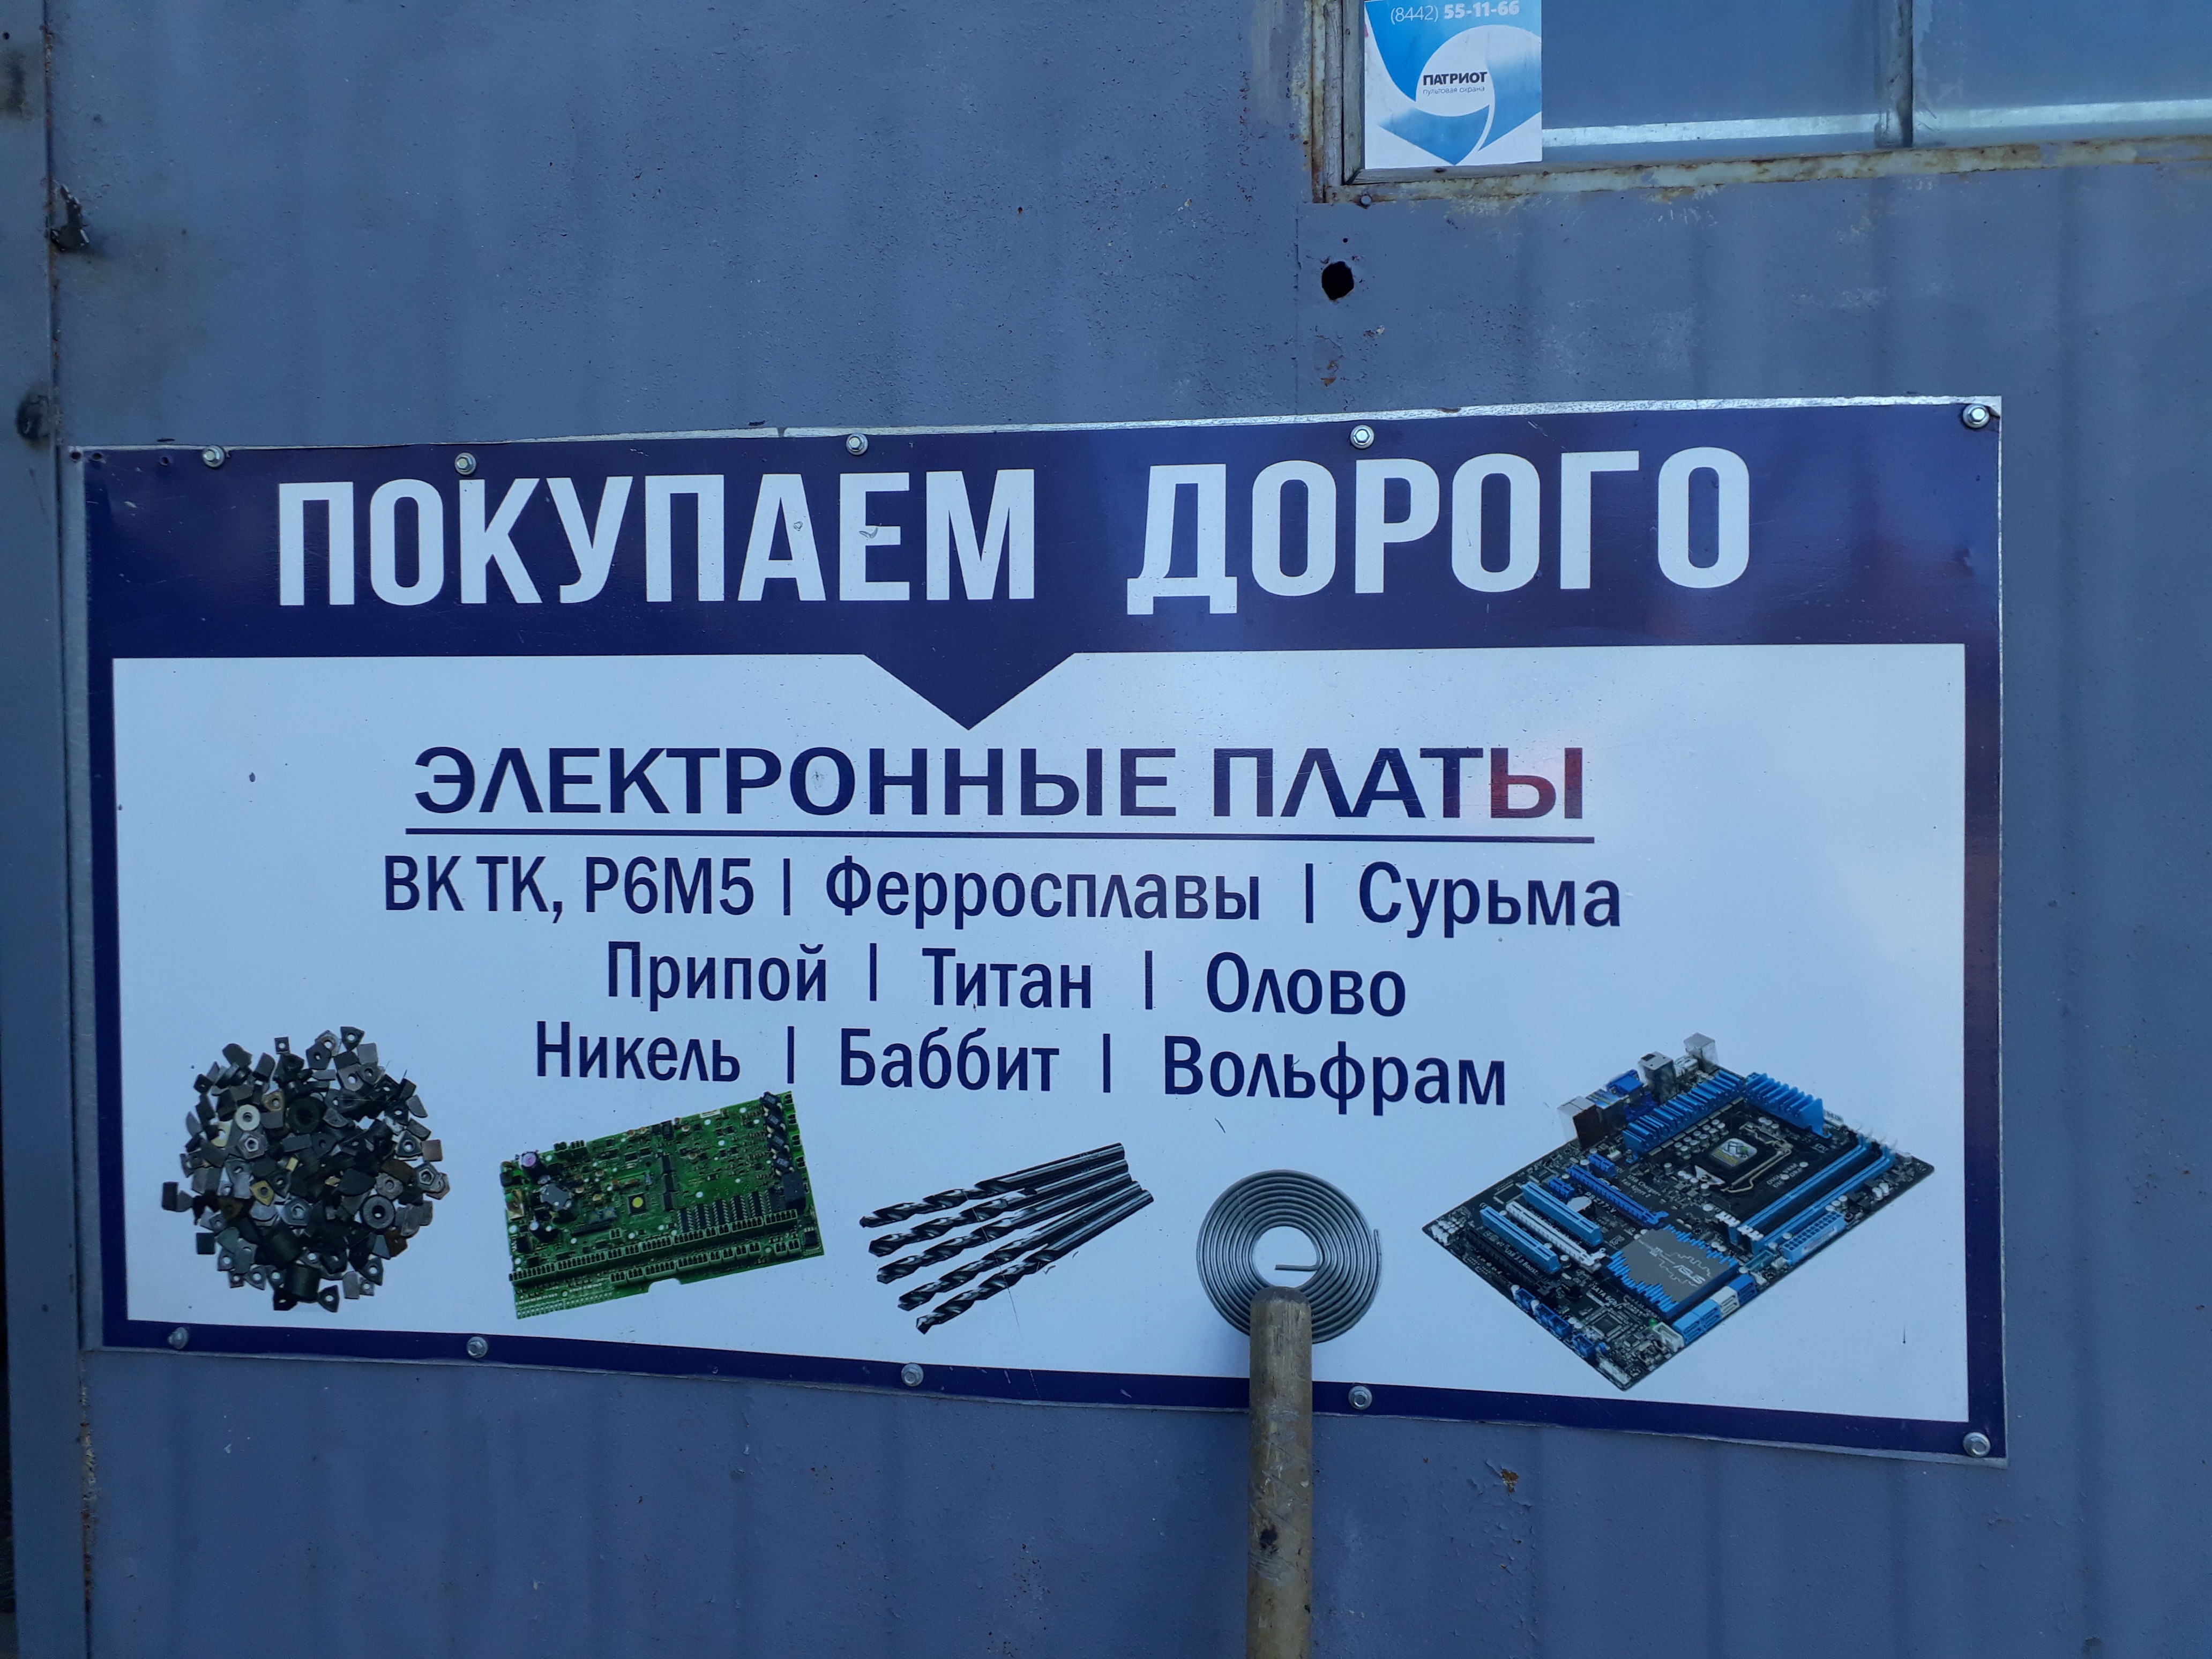 (8442) 55-11-66
ПАТРИОТ
пультовая охрана
ПОКУПАЕМ ДОРОГО
ЭЛЕКТРОННЫЕ ПЛАТЫ
ВК ТК, Р6М5 | Ферросплавы | Сурьма
Припой | Титан | Олово
Никель | Баббит | Вольфрам